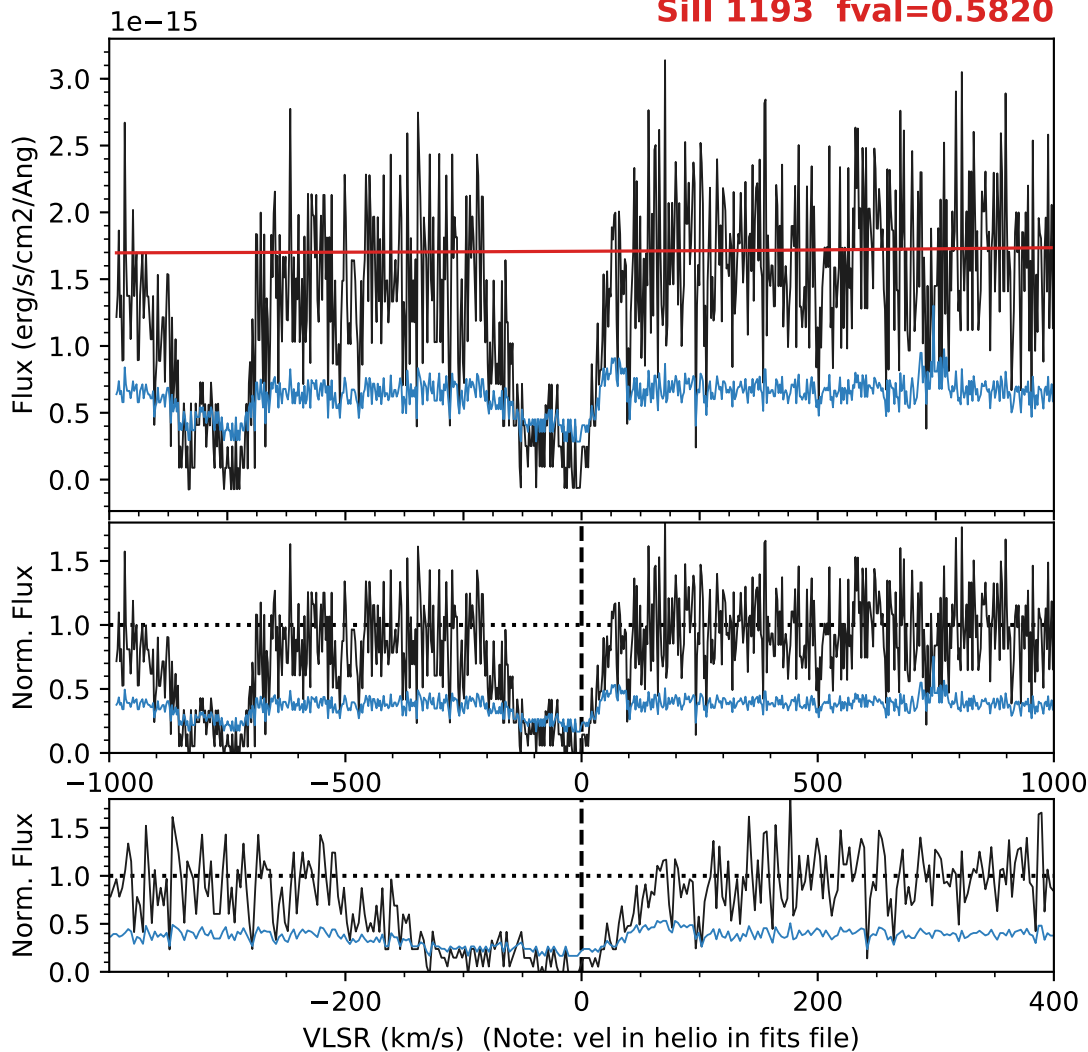 SiII 1193 fval=0.5820
1e−15
3.0
2.5
2.0
1.5
1.0
0.5
0.0
Flux (erg/s/cm2/Ang)
1.5
1.0
0.5
0.0
Norm. Flux
−1000 −500 0 500 1000
1.5
1.0
0.5
0.0
Norm. Flux
−200 0 200 400
VLSR (km/s) (Note: vel in helio in fits file)